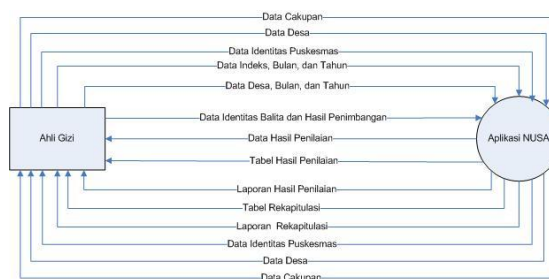 Data Cakupan
Data Desa
Data Identitas Puskesmas
Data Indeks, Bulan, dan Tahun
Data Desa, Bulan, dan Tahun
Data Identitas Balita dan Hasil Penimbangan
Ahli Gizi
Data Hasil Penilaian
Aplikasi NUSA
Tabel Hasil Penilaian
Laporan Hasil Penilaian
Tabel Rekapitulasi
Laporan Rekapitulasi
Data Identitas Puskesmas
Data Desa
Data Cakupan